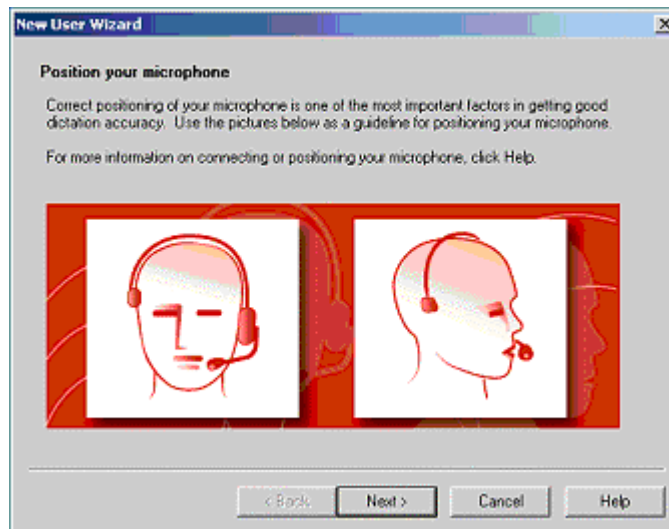 New User Wizard
Position your microphone
Correct positioning of your microphone is one of the most important factors in getting good
dictation accuracy. Use the pictures below as a guideline for positioning your microphone.
For more information on connecting or positioning your microphone, click Help.
< Back Next > Cancel Help